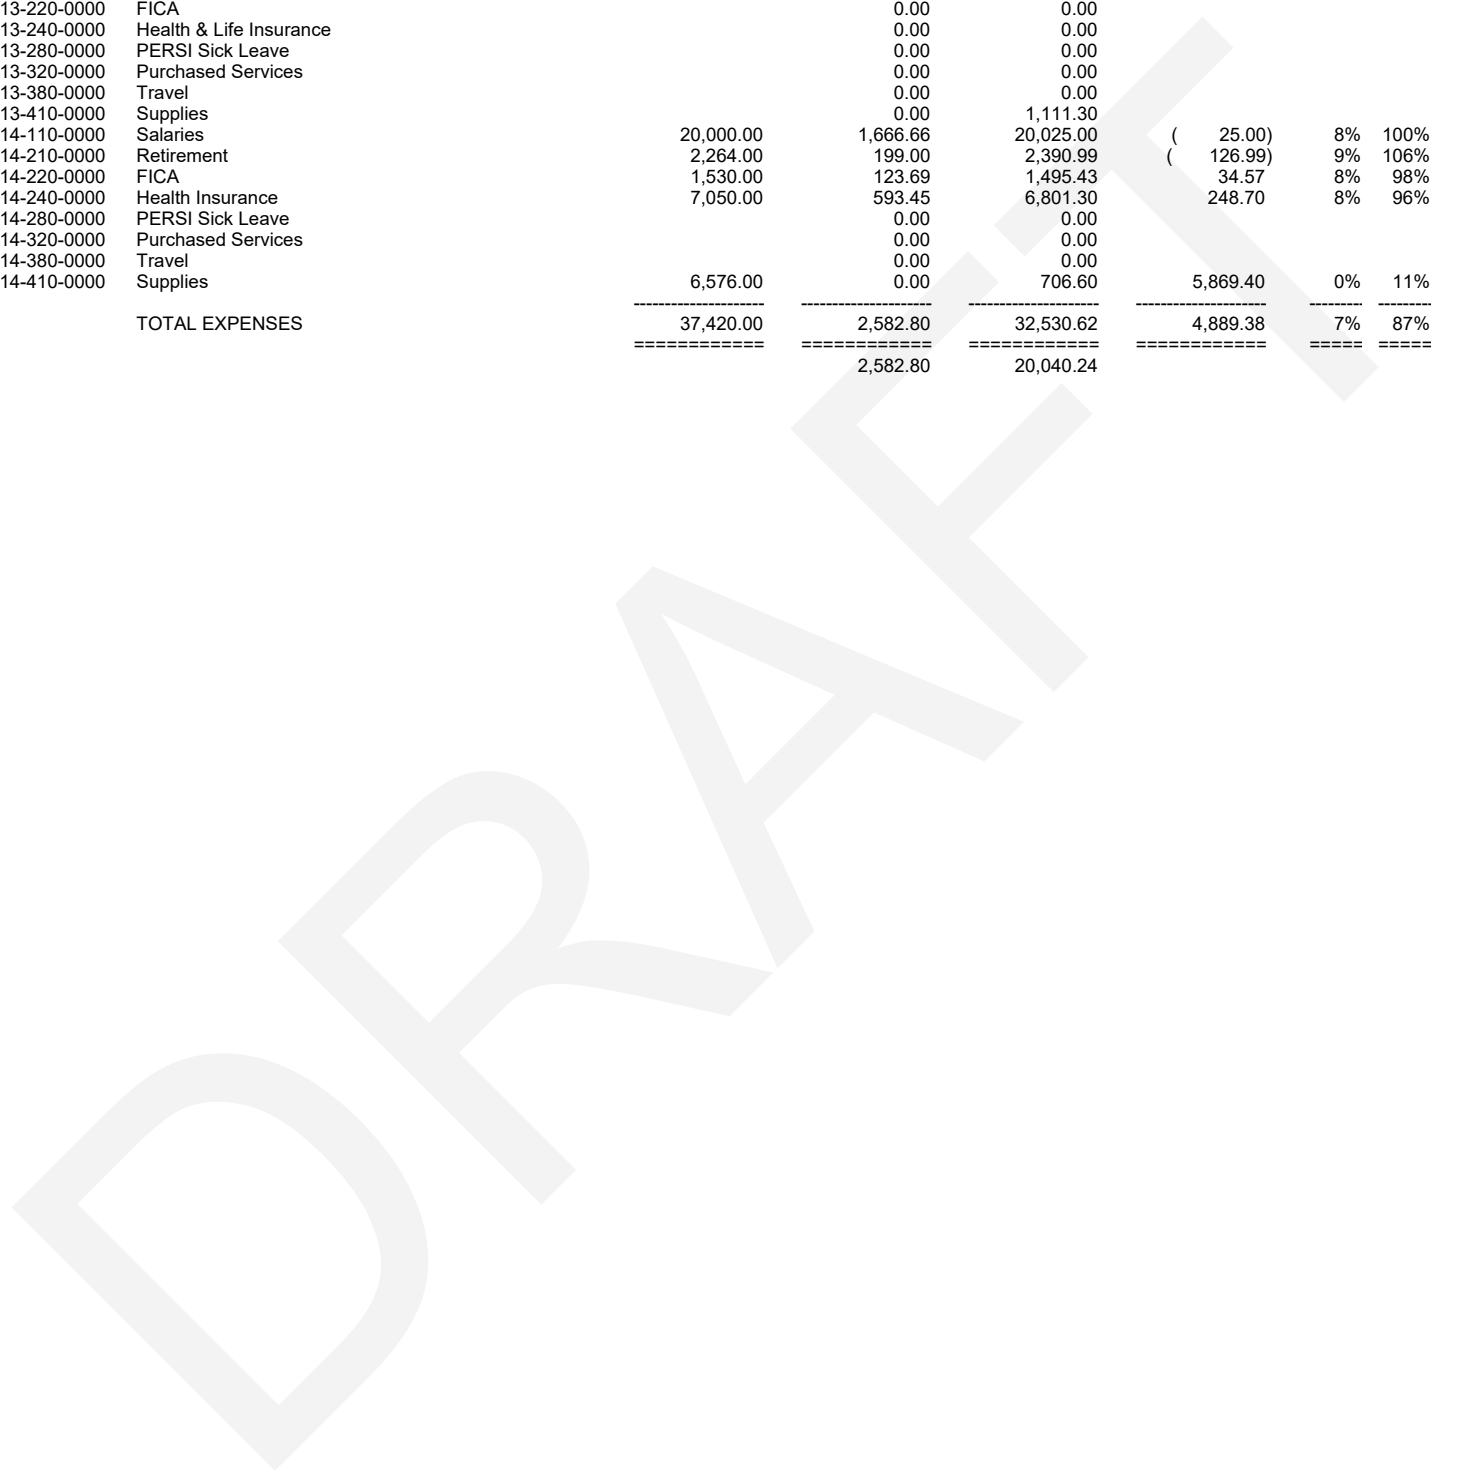 13-220-0000 FICA 0.00 0.00
13-240-0000 Health & Life Insurance 0.00 0.00
13-280-0000 PERSI Sick Leave 0.00 0.00
13-320-0000 Purchased Services 0.00 0.00
13-380-0000 Travel 0.00 0.00
13-410-0000 Supplies 0.00 1,111.30
14-110-0000 Salaries 20,000.00 1,666.66 20,025.00 ( 25.00) 8% 100%
14-210-0000 Retirement 2,264.00 199.00 2,390.99 ( 126.99) 9% 106%
14-220-0000 FICA 1,530.00 123.69 1,495.43 34.57 8% 98%
14-240-0000 Health Insurance 7,050.00 593.45 6,801.30 248.70 8% 96%
14-280-0000 PERSI Sick Leave 0.00 0.00
14-320-0000 Purchased Services 0.00 0.00
14-380-0000 Travel 0.00 0.00
14-410-0000 Supplies 6,576.00 0.00 706.60 5,869.40 0% 11%
--------------------- --------------------- --------------------- --------------------- -------- --------
TOTAL EXPENSES 37,420.00 2,582.80 32,530.62 4,889.38 7% 87%
============ ============ ============ ============ ===== =====
2,582.80 20,040.24
DRAFT